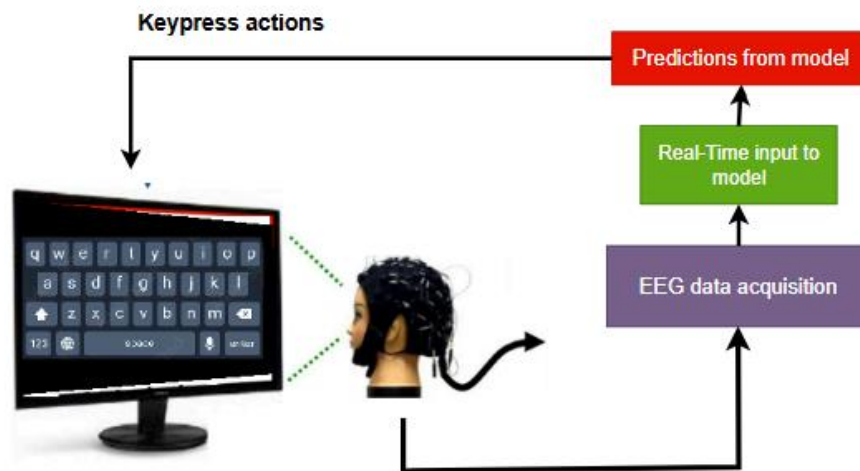 Keypress actions
Predictions from model
Real-Time input to
model
EEG data acquisition
q w e r t y u i o p
a s d f g h j k l
z x c v b n m
123 space enter